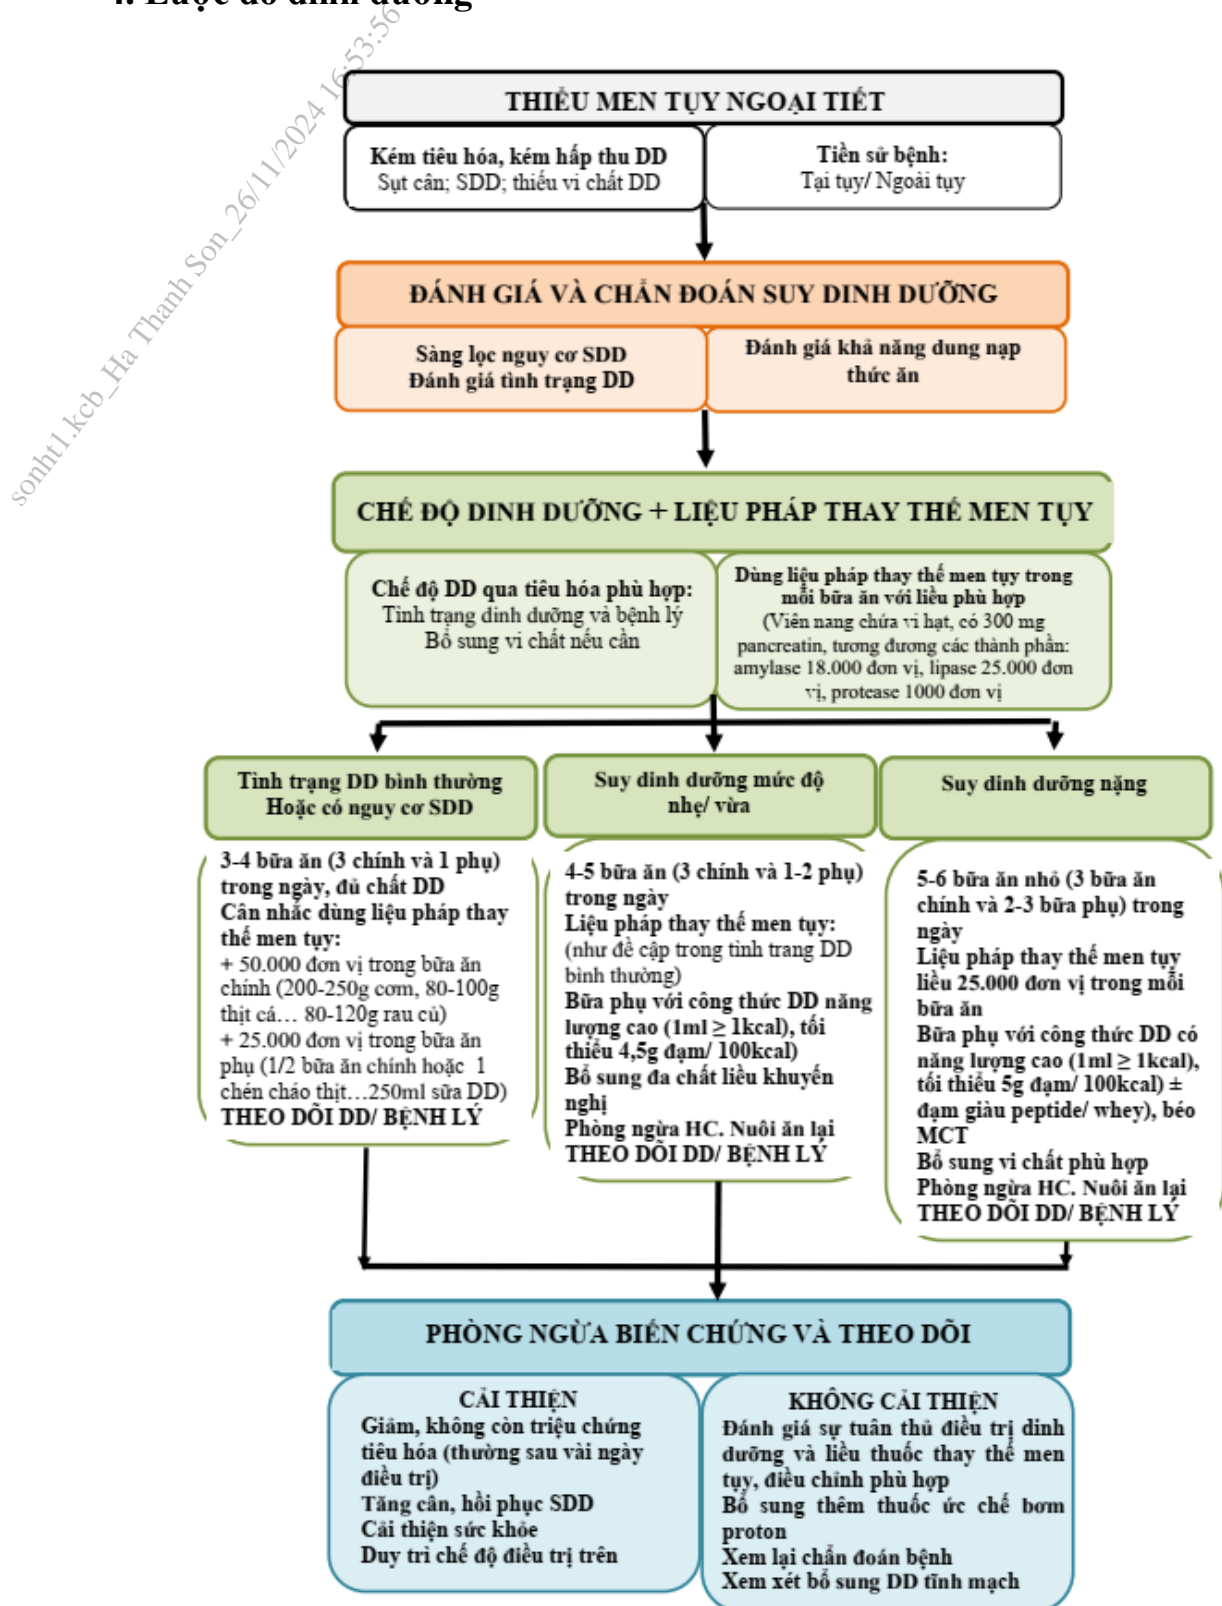 4. Lược đồ dinh dưỡng
sonht1.kcb_Ha Thanh Son_26/11/2024 16:53:56
THIẾU MEN TỤY NGOẠI TIẾT
Kém tiêu hóa, kém hấp thu DD
Sụt cân; SDD; thiếu vi chất DD
Tiền sử bệnh:
Tại tụy/ Ngoài tụy
ĐÁNH GIÁ VÀ CHẨN ĐOÁN SUY DINH DƯỠNG
Sàng lọc nguy cơ SDD
Đánh giá tình trạng DD
Đánh giá khả năng dung nạp
thức ăn
CHẾ ĐỘ DINH DƯỠNG + LIỆU PHÁP THAY THẾ MEN TỤY
Chế độ DD qua tiêu hóa phù hợp:
Tình trạng dinh dưỡng và bệnh lý
Bổ sung vi chất nếu cần
Dùng liệu pháp thay thế men tụy trong
mỗi bữa ăn với liều phù hợp
(Viên nang chứa vi hạt, có 300 mg
pancreatin, tương đương các thành phần:
amylase 18.000 đơn vị, lipase 25.000 đơn
vị, protease 1000 đơn vị
Tình trạng DD bình thường
Hoặc có nguy cơ SDD
3-4 bữa ăn (3 chính và 1 phụ)
trong ngày, đủ chất DD
Cân nhắc dùng liệu pháp thay
thế men tụy:
+ 50.000 đơn vị trong bữa ăn
chính (200-250g cơm, 80-100g
thịt cá… 80-120g rau củ)
+ 25.000 đơn vị trong bữa ăn
phụ (1/2 bữa ăn chính hoặc 1
chén cháo thịt…250ml sữa DD)
THEO DÕI DD/ BỆNH LÝ
Suy dinh dưỡng mức độ
nhẹ/ vừa
4-5 bữa ăn (3 chính và 1-2 phụ)
trong ngày
Liệu pháp thay thế men tụy:
(như đề cập trong tình trang DD
bình thường)
Bữa phụ với công thức DD năng
lượng cao (1ml ≥ 1kcal), tối
thiểu 4,5g đạm/ 100kcal)
Bổ sung đa chất liều khuyến
nghị
Phòng ngừa HC. Nuôi ăn lại
THEO DÕI DD/ BỆNH LÝ
Suy dinh dưỡng nặng
5-6 bữa ăn nhỏ (3 bữa ăn
chính và 2-3 bữa phụ) trong
ngày
Liệu pháp thay thế men tụy
liều 25.000 đơn vị trong mỗi
bữa ăn
Bữa phụ với công thức DD có
năng lượng cao (1ml ≥ 1kcal),
tối thiểu 5g đạm/ 100kcal) ±
đạm giàu peptide/ whey), béo
MCT
Bổ sung vi chất phù hợp
Phòng ngừa HC. Nuôi ăn lại
THEO DÕI DD/ BỆNH LÝ
PHÒNG NGỪA BIẾN CHỨNG VÀ THEO DÕI
CẢI THIỆN
Giảm, không còn triệu chứng
tiêu hóa (thường sau vài ngày
điều trị)
Tăng cân, hồi phục SDD
Cải thiện sức khỏe
Duy trì chế độ điều trị trên
KHÔNG CẢI THIỆN
Đánh giá sự tuân thủ điều trị dinh
dưỡng và liều thuốc thay thế men
tụy, điều chỉnh phù hợp
Bổ sung thêm thuốc ức chế bơm
proton
Xem lại chẩn đoán bệnh
Xem xét bổ sung DD tĩnh mạch